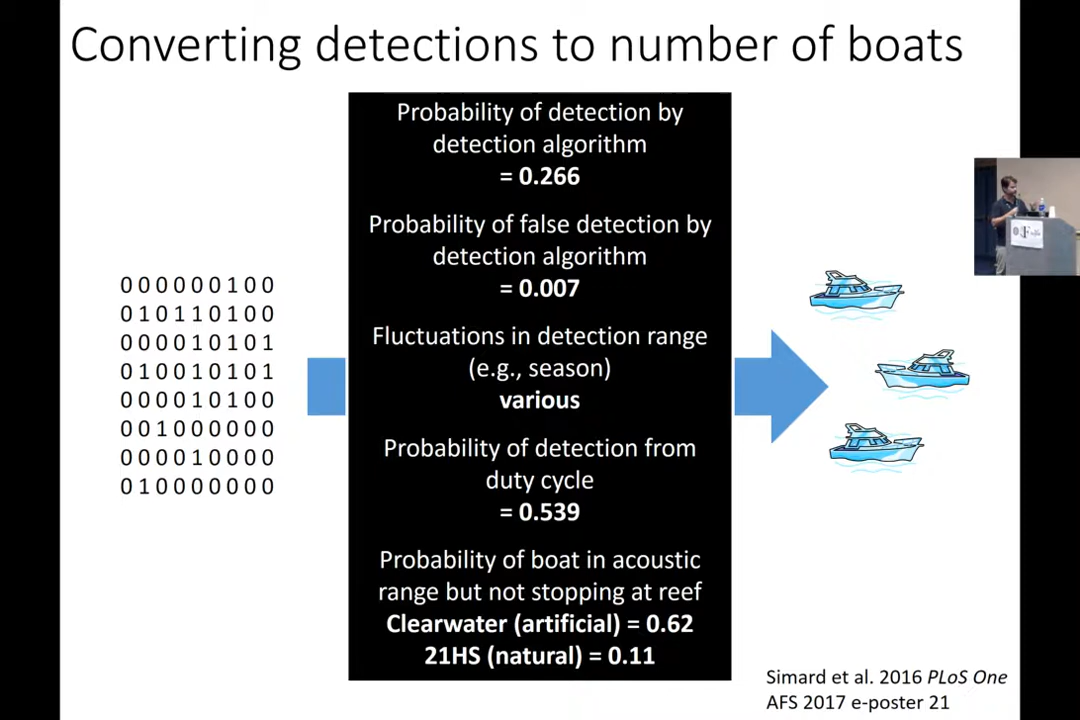 Converting detections to number of boats
Probability of detection by
detection algorithm
= 0.266
Probability of false detection by
detection algorithm
= 0.007
Fluctuations in detection range
(e.g., season)
various
Probability of detection from
duty cycle
= 0.539
Probability of boat in acoustic
range but not stopping at reef
Clearwater (artificial) = 0.62
21HS (natural) = 0.11
0 0 0 0 0 0 1 0 0
0 1 0 1 1 0 1 0 0
0 0 0 0 1 0 1 0 1
0 1 0 0 1 0 1 0 1
0 0 0 0 1 0 1 0 0
0 0 1 0 0 0 0 0 0
0 0 0 0 1 0 0 0 0
0 1 0 0 0 0 0 0 0
Simard et al. 2016 PLoS One
AFS 2017 e-poster 21